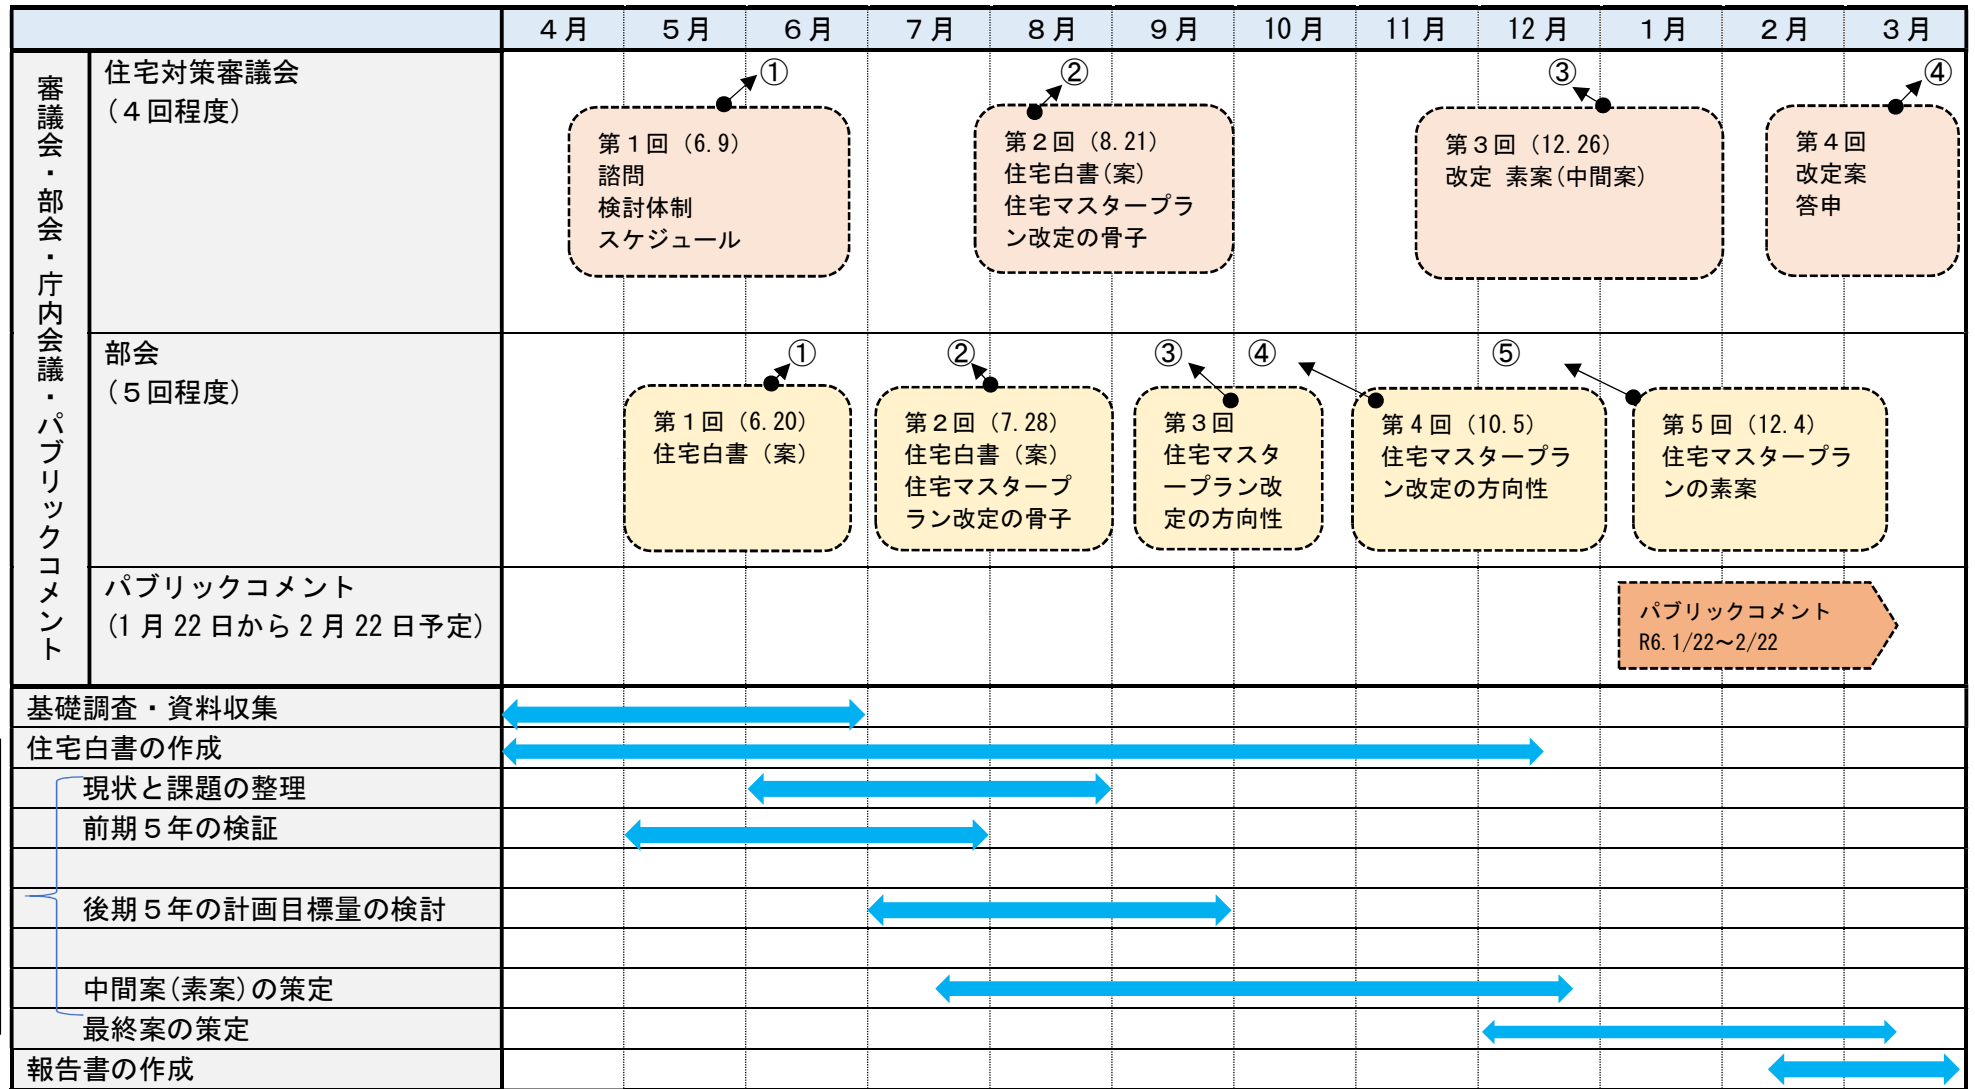 ４月 ５月 ６月 ７月 ８月 ９月 10 月 11 月 12 月 １月 ２月 ３月
審議会・部会・庁内会議・パブリックコメント
住宅対策審議会
（４回程度）
① ② ③ ④
第１回（6.9）
諮問
検討体制
スケジュール
第２回（8.21）
住宅白書(案)
住宅マスタープラ
ン改定の骨子
第３回（12.26）
改定 素案(中間案)
第４回
改定案
答申
部会
（５回程度）
① ② ③ ④ ⑤
第１回（6.20）
住宅白書（案）
第２回（7.28）
住宅白書（案）
住宅マスタープ
ラン改定の骨子
第３回
住宅マスタ
ープラン改
定の方向性
第４回（10.5）
住宅マスタープラ
ン改定の方向性
第５回（12.4）
住宅マスタープラ
ンの素案
パブリックコメント
(1 月 22 日から 2 月 22 日予定)
パブリックコメント
R6. 1/22～2/22
基礎調査・資料収集
住宅白書の作成
現状と課題の整理
前期５年の検証
後期５年の計画目標量の検討
中間案(素案)の策定
最終案の策定
報告書の作成